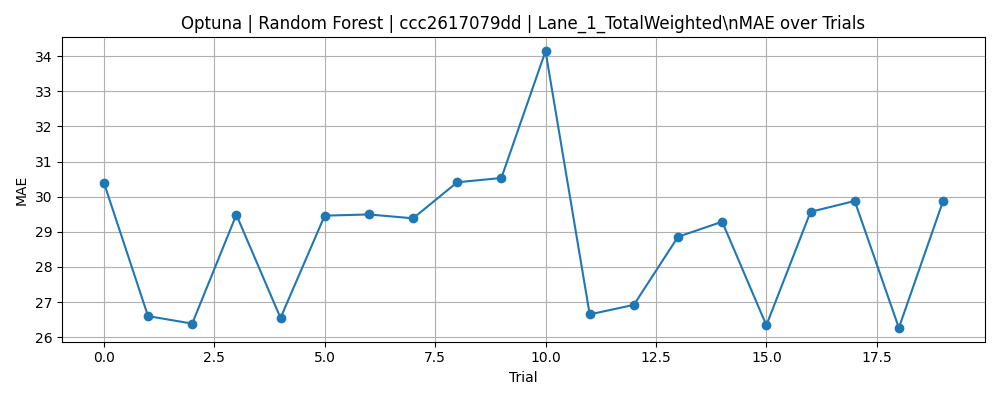 Optuna | Random Forest | ccc2617079dd | Lane_1_TotalWeighted\nMAE over Trials
34
33
32
31
30
29
28
27
26
MAE
0.0 2.5 5.0 7.5 10.0 12.5 15.0 17.5
Trial